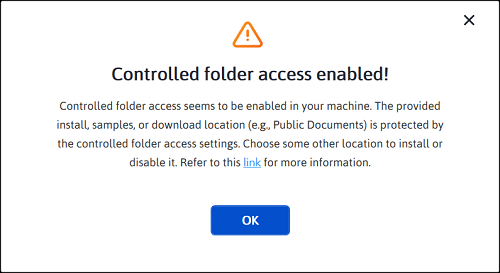 Controlled folder access enabled!
Controlled folder access seems to be enabled in your machine. The provided
install, samples, or download location (e.g., Public Documents) is protected by
the controlled folder access settings. Choose some other location to install or
disable it. Refer to this link for more information.
OK